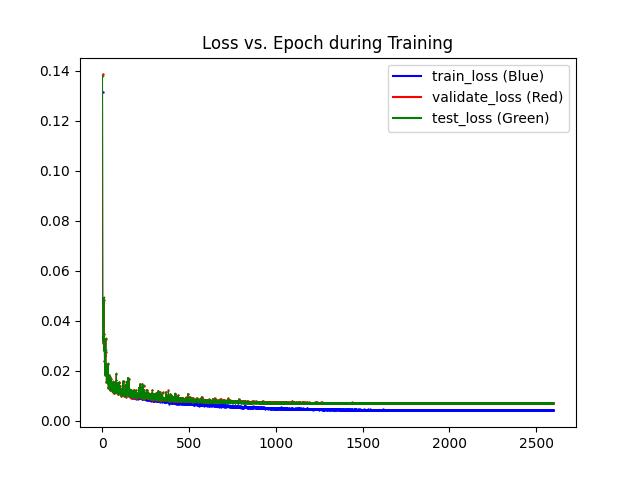 Loss vs. Epoch during Training
0.14
0.12
0.10
0.08
0.06
0.04
0.02
0.00
train_loss (Blue)
validate_loss (Red)
test_loss (Green)
0 500 1000 1500 2000 2500